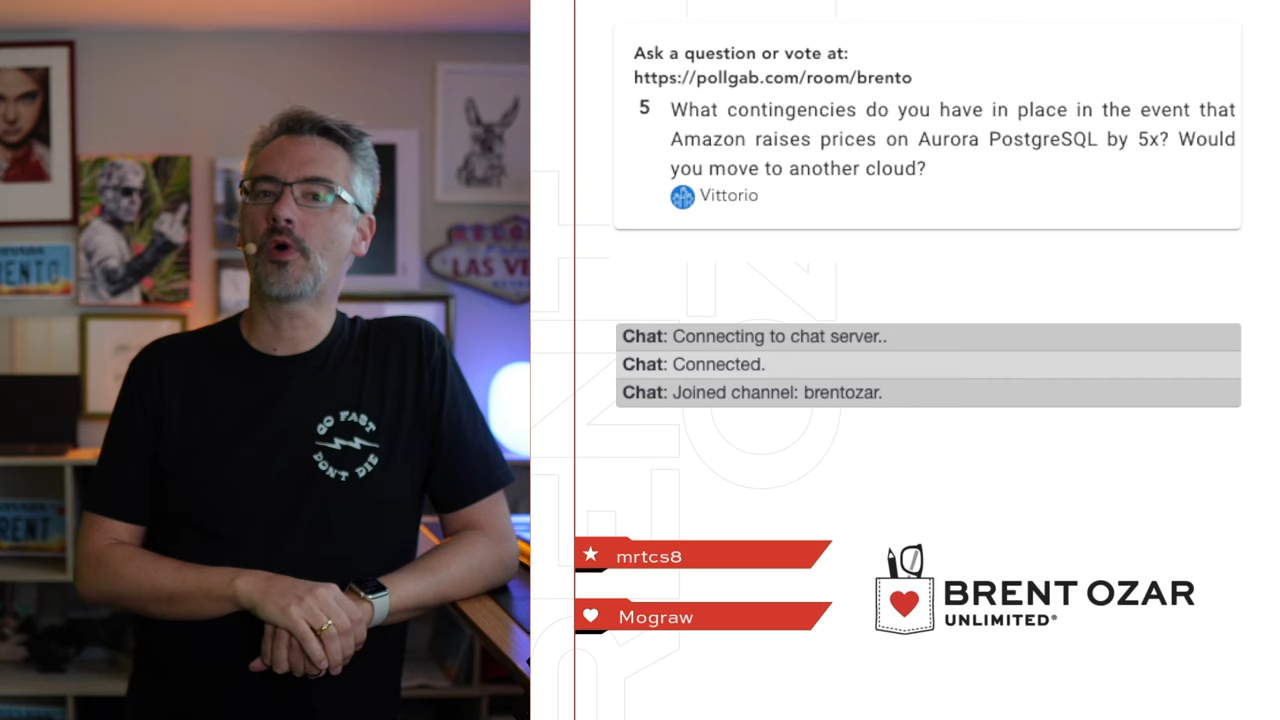 Ask a question or vote at:
https://pollgab.com/room/brento
5 What contingencies do you have in place in the event that
Amazon raises prices on Aurora PostgreSQL by 5x? Would
you move to another cloud?
Vittorio
Chat: Connecting to chat server..
Chat: Connected.
Chat: Joined channel: brentozar.
mrtcs8
Mograw
BRENT OZAR
UNLIMITED®
GO FAST
DON'T DIE
LAS VE
ENTO
RENT